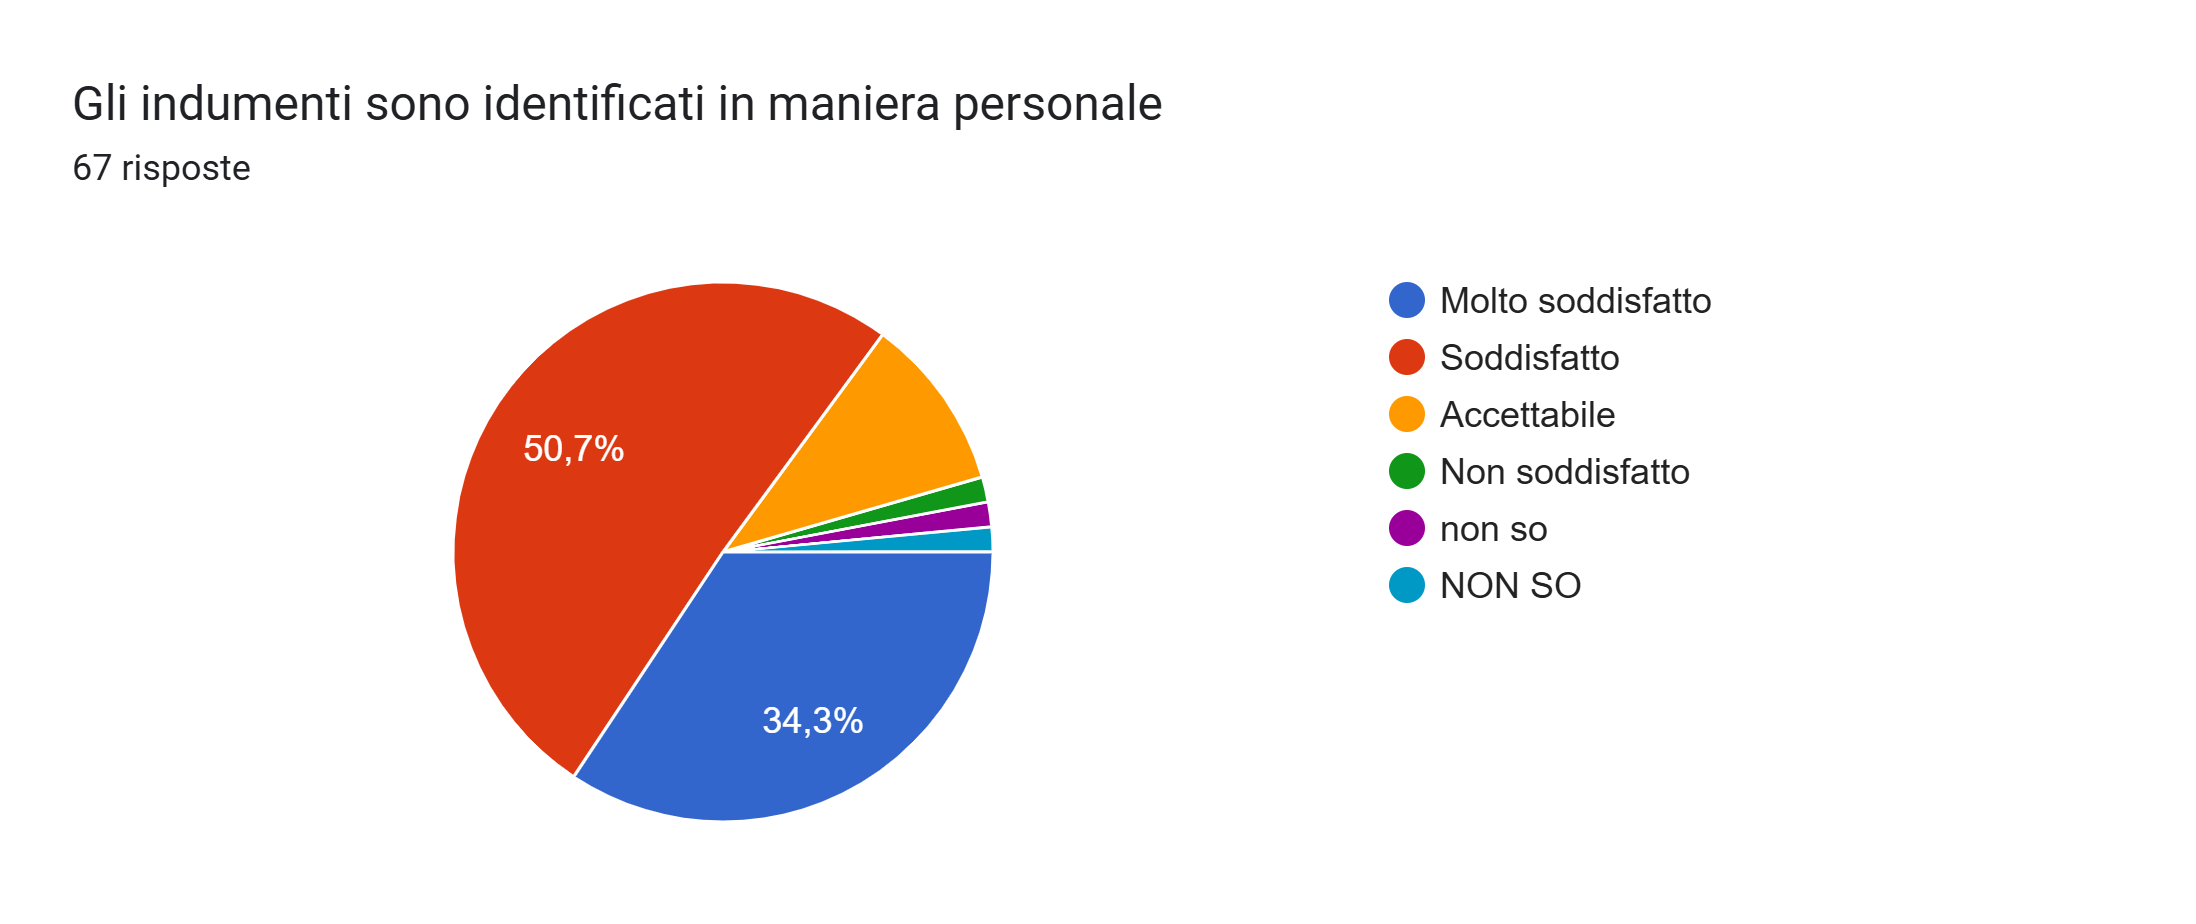 Gli indumenti sono identificati in maniera personale
67 risposte
50,7%
34,3%
Molto soddisfatto
Soddisfatto
Accettabile
Non soddisfatto
non so
NON SO